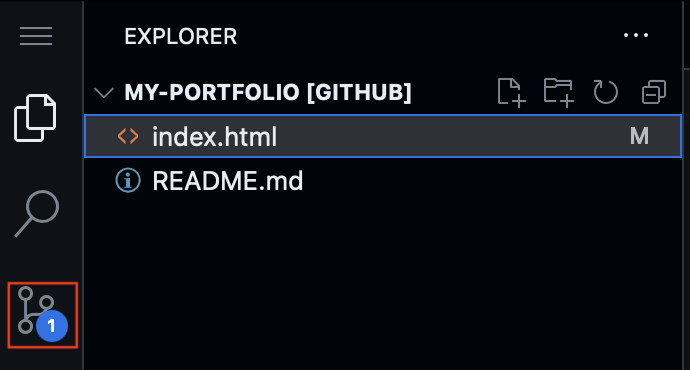 EXPLORER
MY-PORTFOLIO [GITHUB]
index.html M
README.md
1